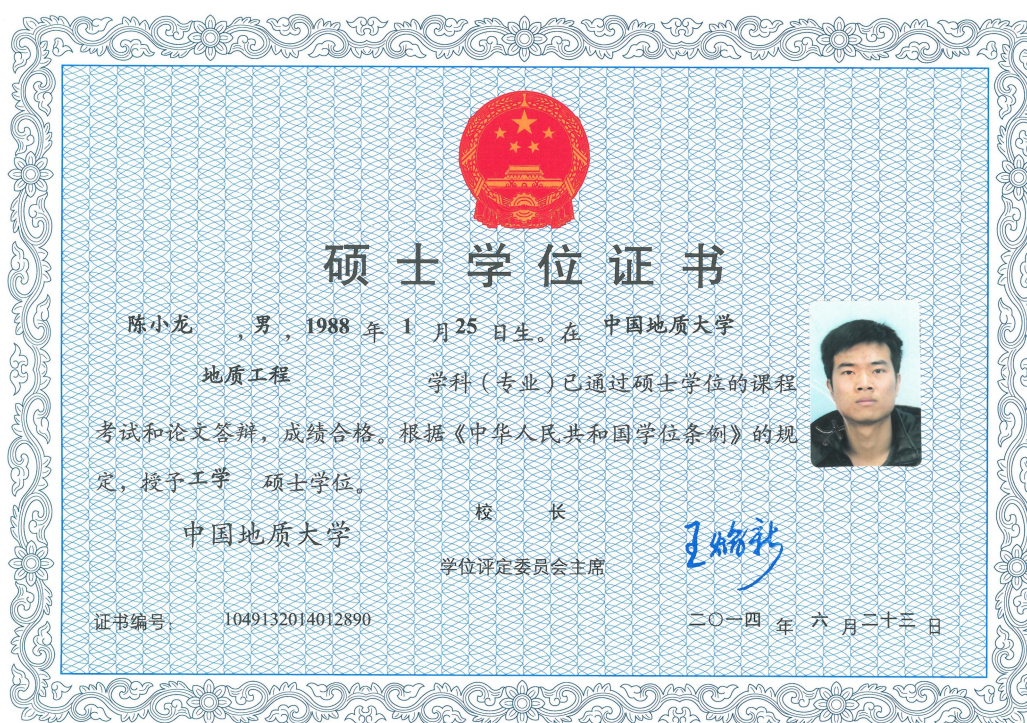 硕士学位证书
陈小龙 ，男，1988 年 1 月 25 日生。在 中国地质大学
地质工程 学科（专业）已通过硕士学位的课程
考试和论文答辩，成绩合格。根据《中华人民共和国学位条例》的规
定，授予工学 硕士学位。
中国地质大学
校 长
学位评定委员会主席
王焰新
证书编号： 1049132014012890
二〇一四 年 六 月二十三 日